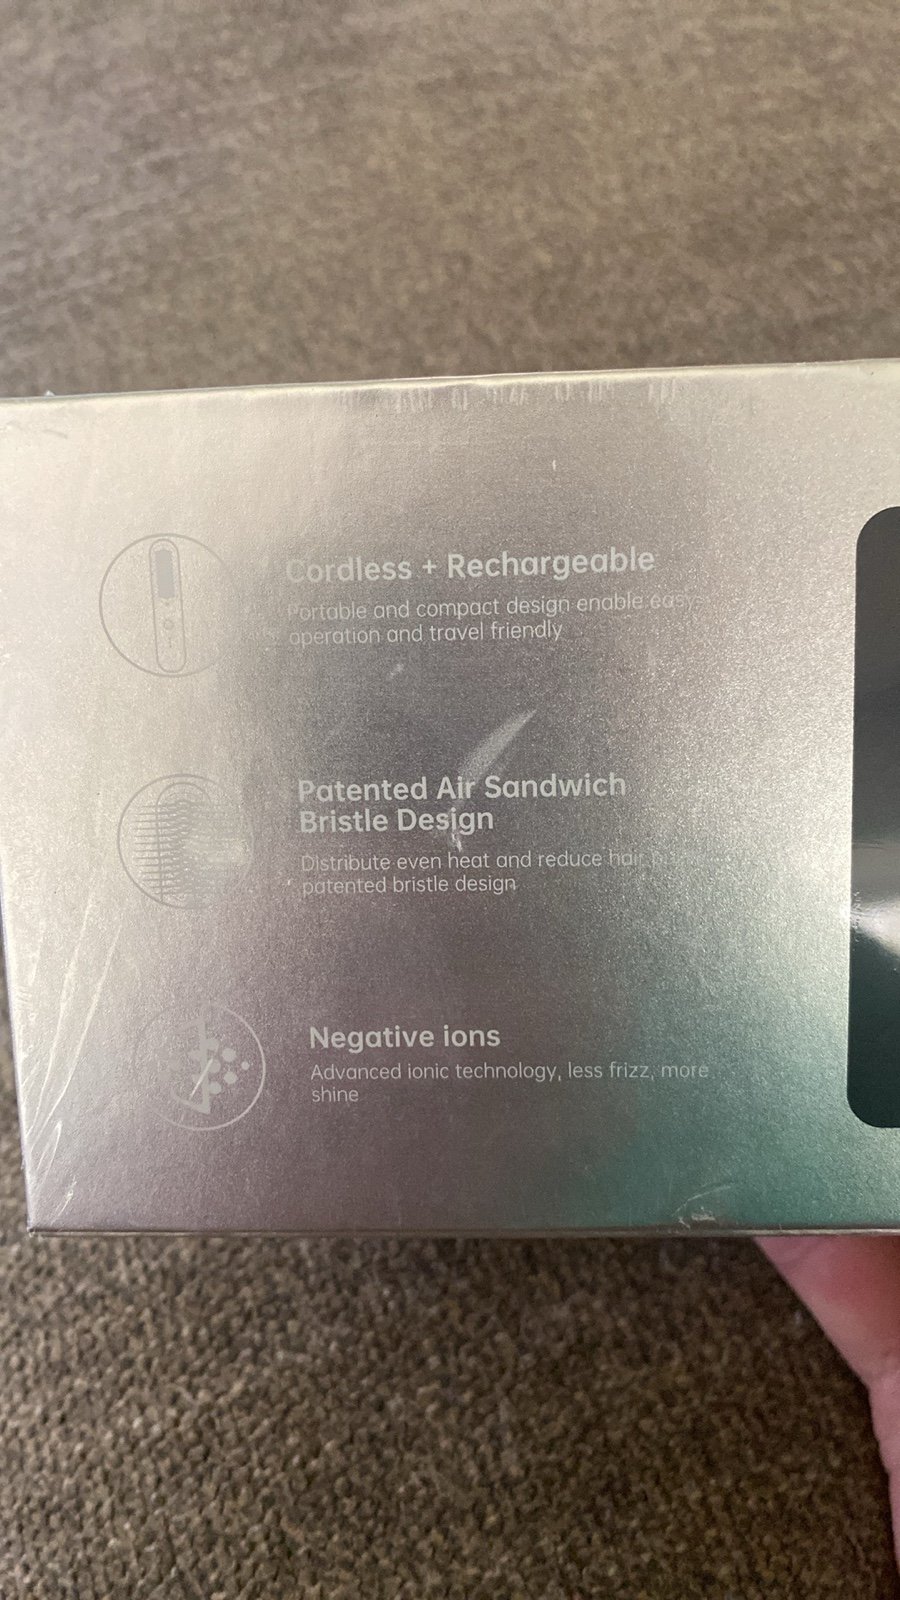 Cordless + Rechargeable
Portable and compact design enable easy
operation and travel friendly
Patented Air Sandwich
Bristle Design
Distribute even heat and reduce hair
patented bristle design
Negative ions
Advanced ionic technology, less frizz, more
shine